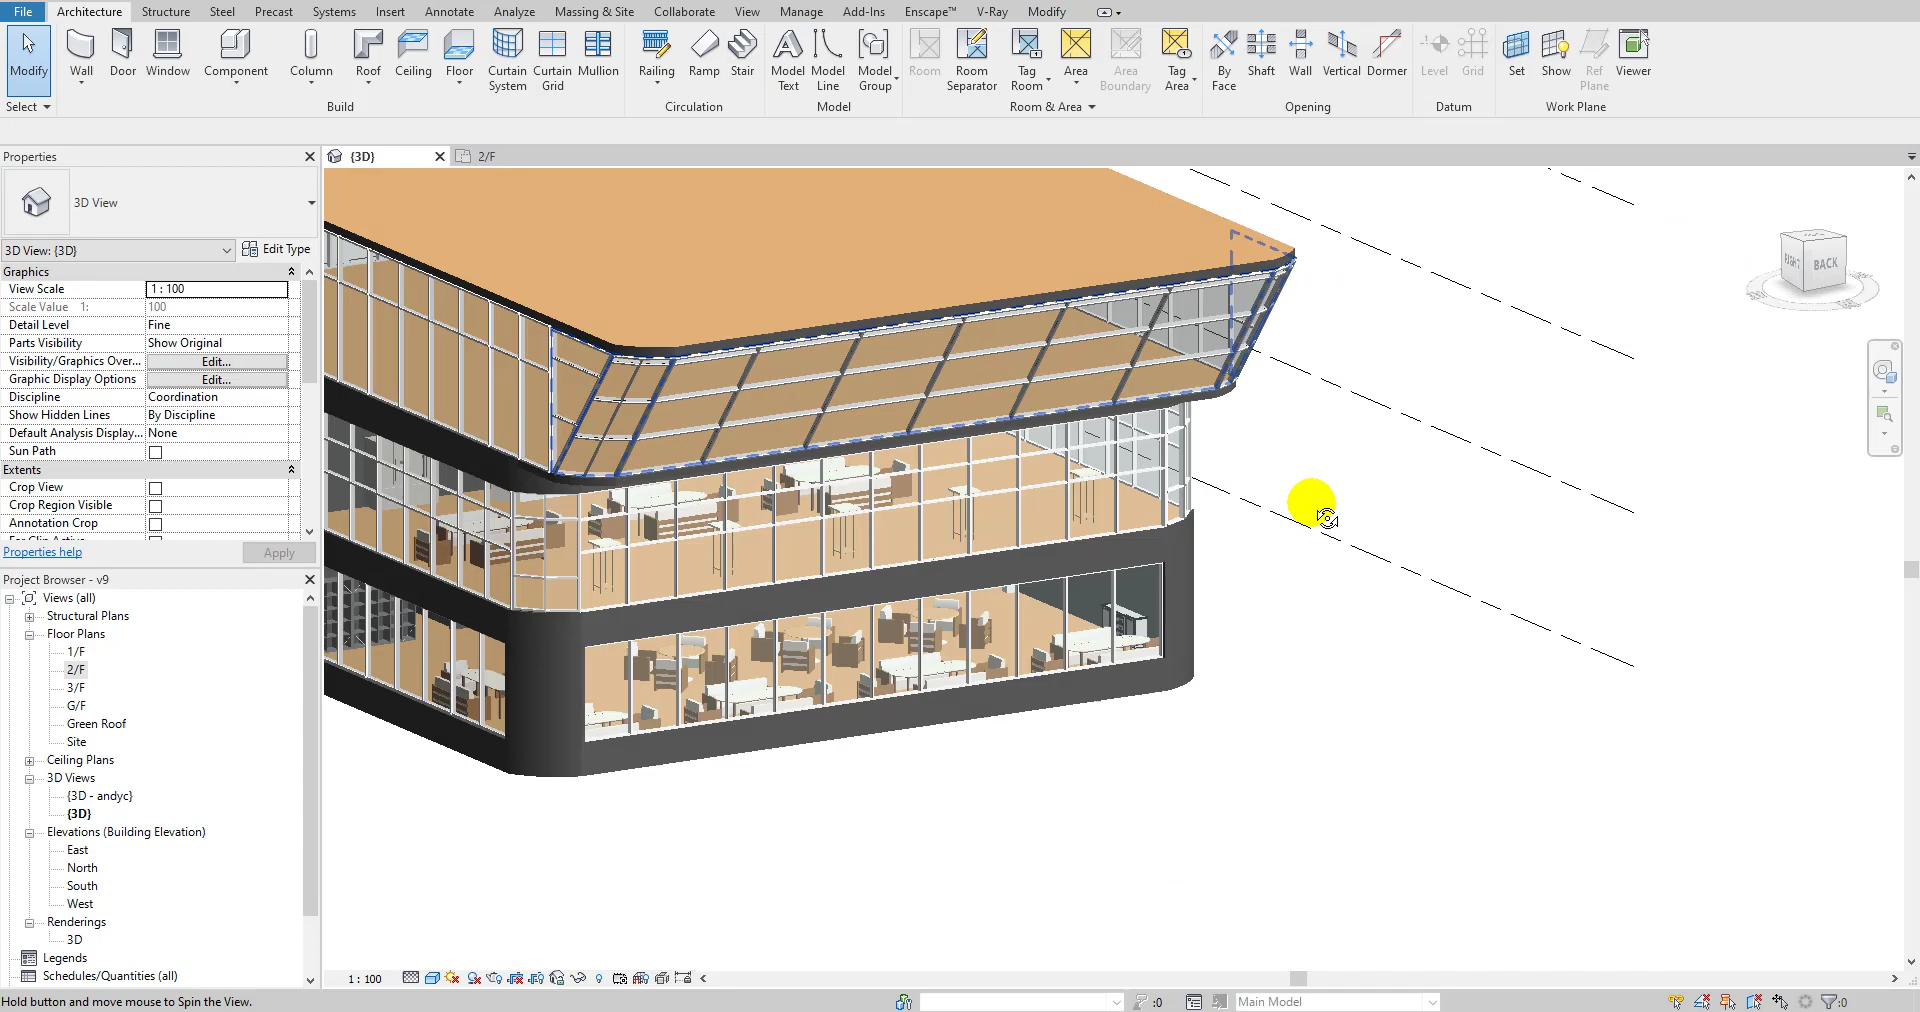 File Architecture Structure Steel Precast Systems Insert Annotate Analyze Massing & Site Collaborate View Manage Add-Ins Enscape™ V-Ray Modify
Modify Wall Door Window Component Column Roof Ceiling Floor Curtain System Curtain Grid Mullion Railing Ramp Stair Model Text Model Line Model Group Room Room Separator Tag Room Area Area Boundary Tag Area By Face Shaft Wall Vertical Dormer Level Grid Set Show Ref Plane Viewer
Select Build Circulation Model Room & Area Opening Datum Work Plane
Properties
{3D} 2/F
3D View
3D View: {3D} Edit Type
Graphics
View Scale 1 : 100
Scale Value 1: 100
Detail Level Fine
Parts Visibility Show Original
Visibility/Graphics Over... Edit...
Graphic Display Options Edit...
Discipline Coordination
Show Hidden Lines By Discipline
Default Analysis Display... None
Sun Path
Extents
Crop View
Crop Region Visible
Annotation Crop
Properties help Apply
Project Browser - v9
Views (all)
Structural Plans
Floor Plans
1/F
2/F
3/F
G/F
Green Roof
Site
Ceiling Plans
3D Views
{3D - andyc}
{3D}
Elevations (Building Elevation)
East
North
South
West
Renderings
3D
Legends
Schedules/Quantities (all)
RIGHT BACK
1 : 100
Hold button and move mouse to Spin the View.
:0 Main Model :0